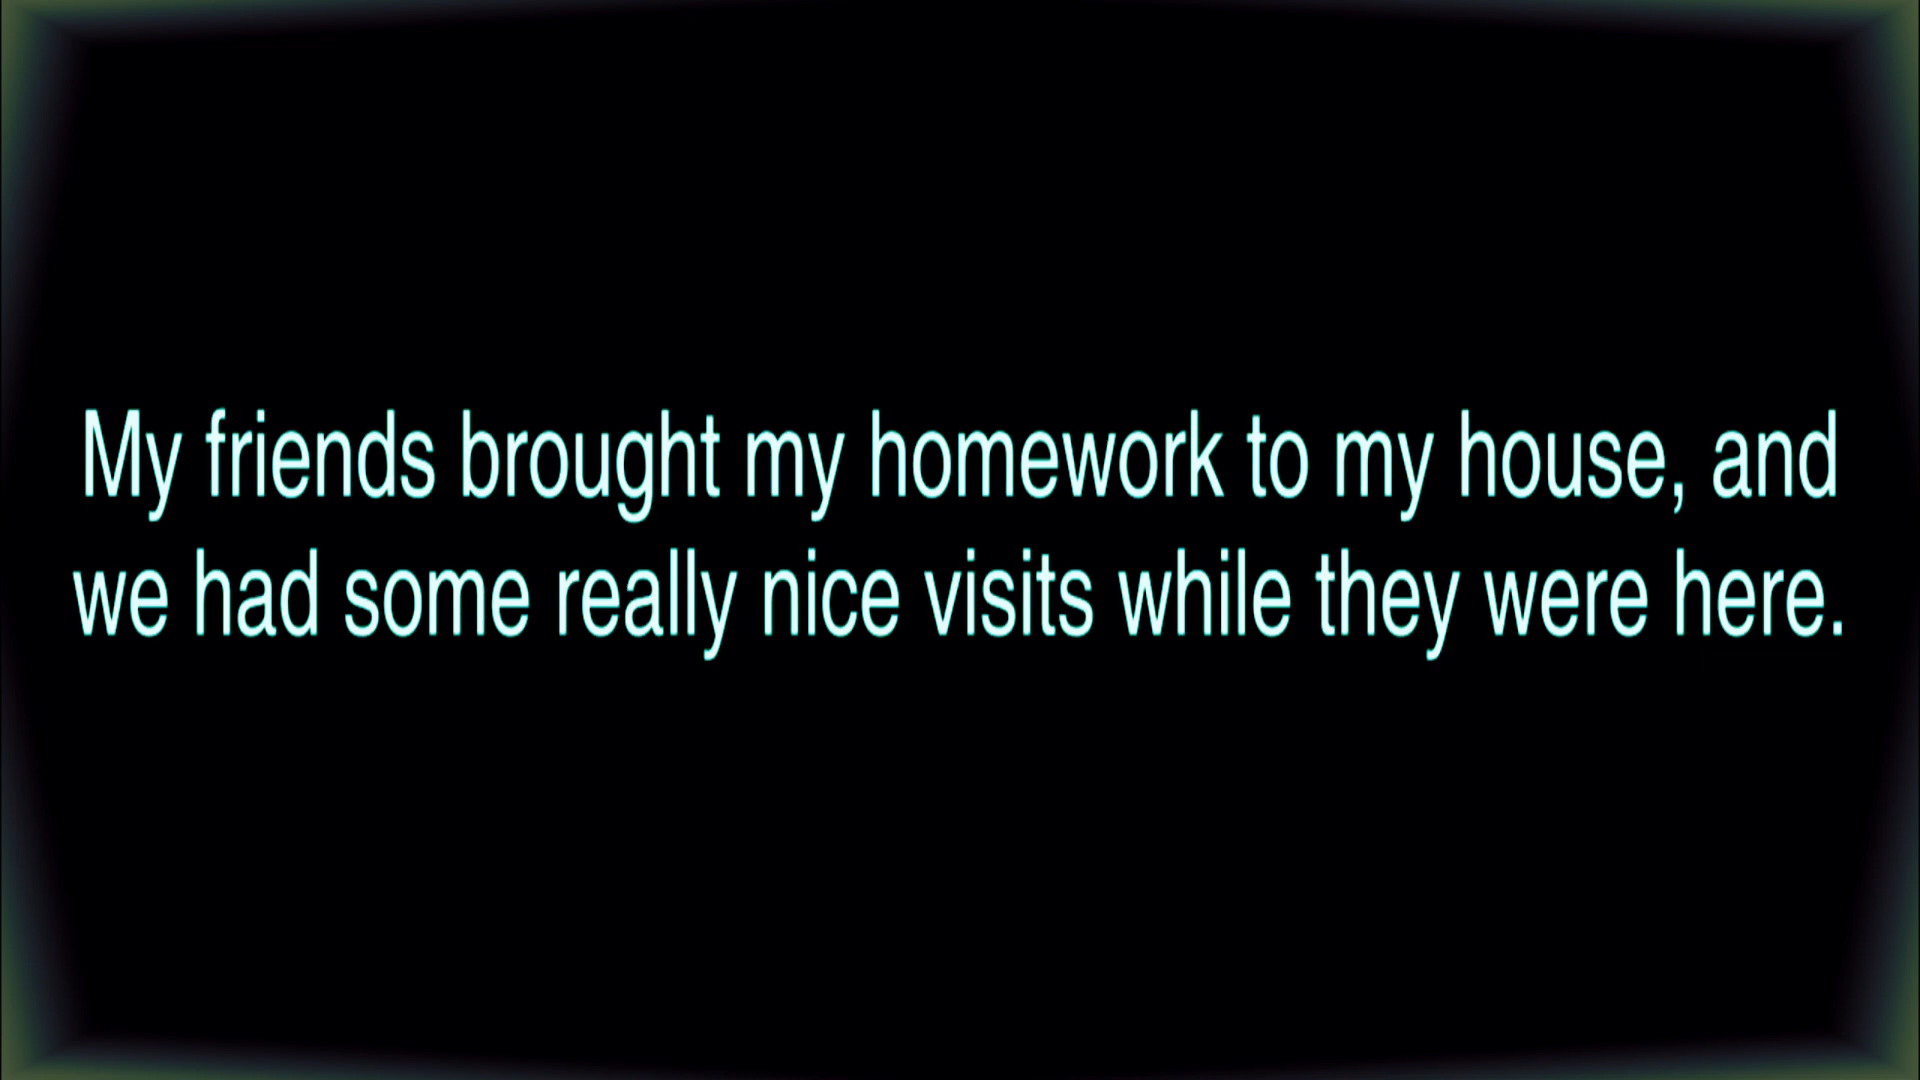 My friends brought my homework to my house, and
we had some really nice visits while they were here.